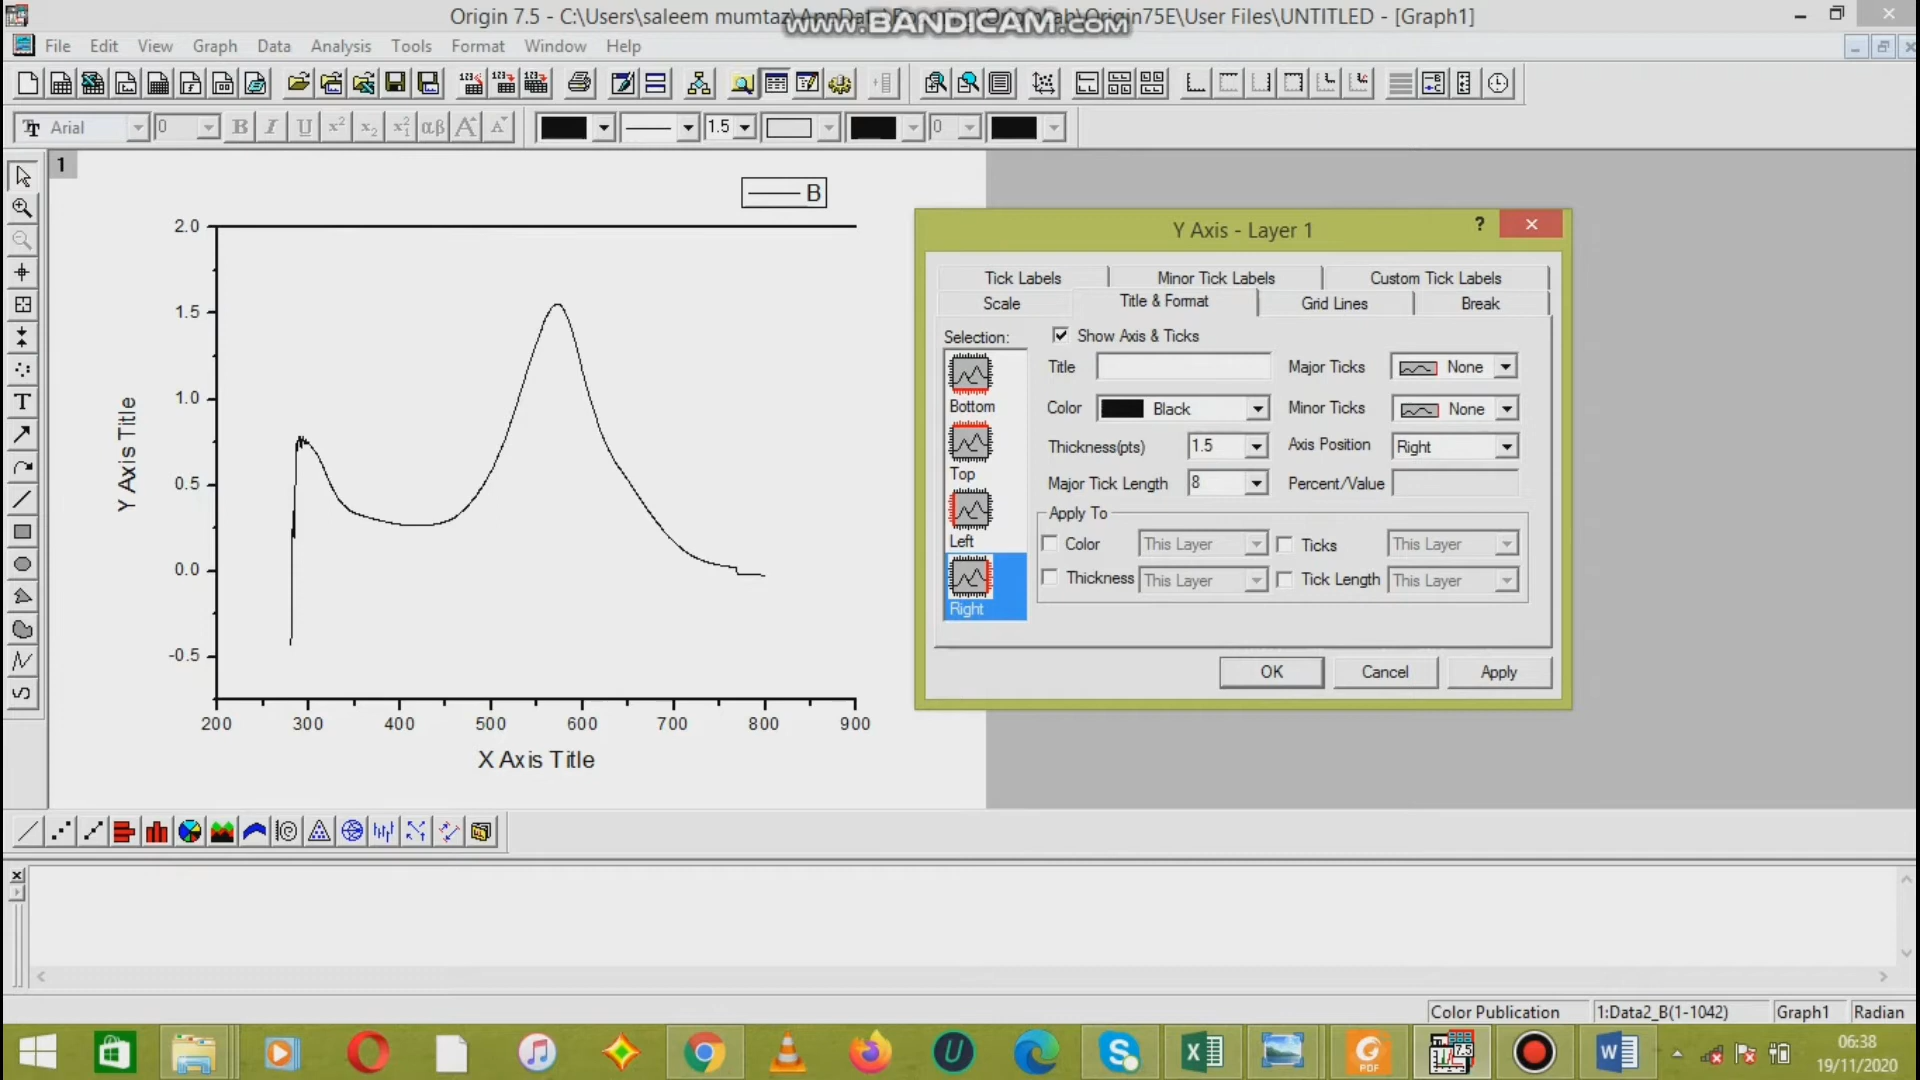 Origin 7.5 - C:\Users\saleem mumtaz\AppData\Roaming\OriginLab\Origin75E\User Files\UNTITLED - [Graph1]
www.BANDICAM.com
File Edit View Graph Data Analysis Tools Format Window Help
Arial 0 B I U 1.5 0
1
B
2.0
1.5
1.0
0.5
0.0
-0.5
Y Axis Title
200 300 400 500 600 700 800 900
X Axis Title
Y Axis - Layer 1
?
Tick Labels Minor Tick Labels Custom Tick Labels
Scale Title & Format Grid Lines Break
Selection: Show Axis & Ticks
Bottom
Top
Left
Right
Title Major Ticks None
Color Black Minor Ticks None
Thickness(pts) 1.5 Axis Position Right
Major Tick Length 8 Percent/Value
Apply To
Color This Layer Ticks This Layer
Thickness This Layer Tick Length This Layer
OK Cancel Apply
Color Publication 1:Data2_B(1-1042) Graph1 Radian
06:38
19/11/2020